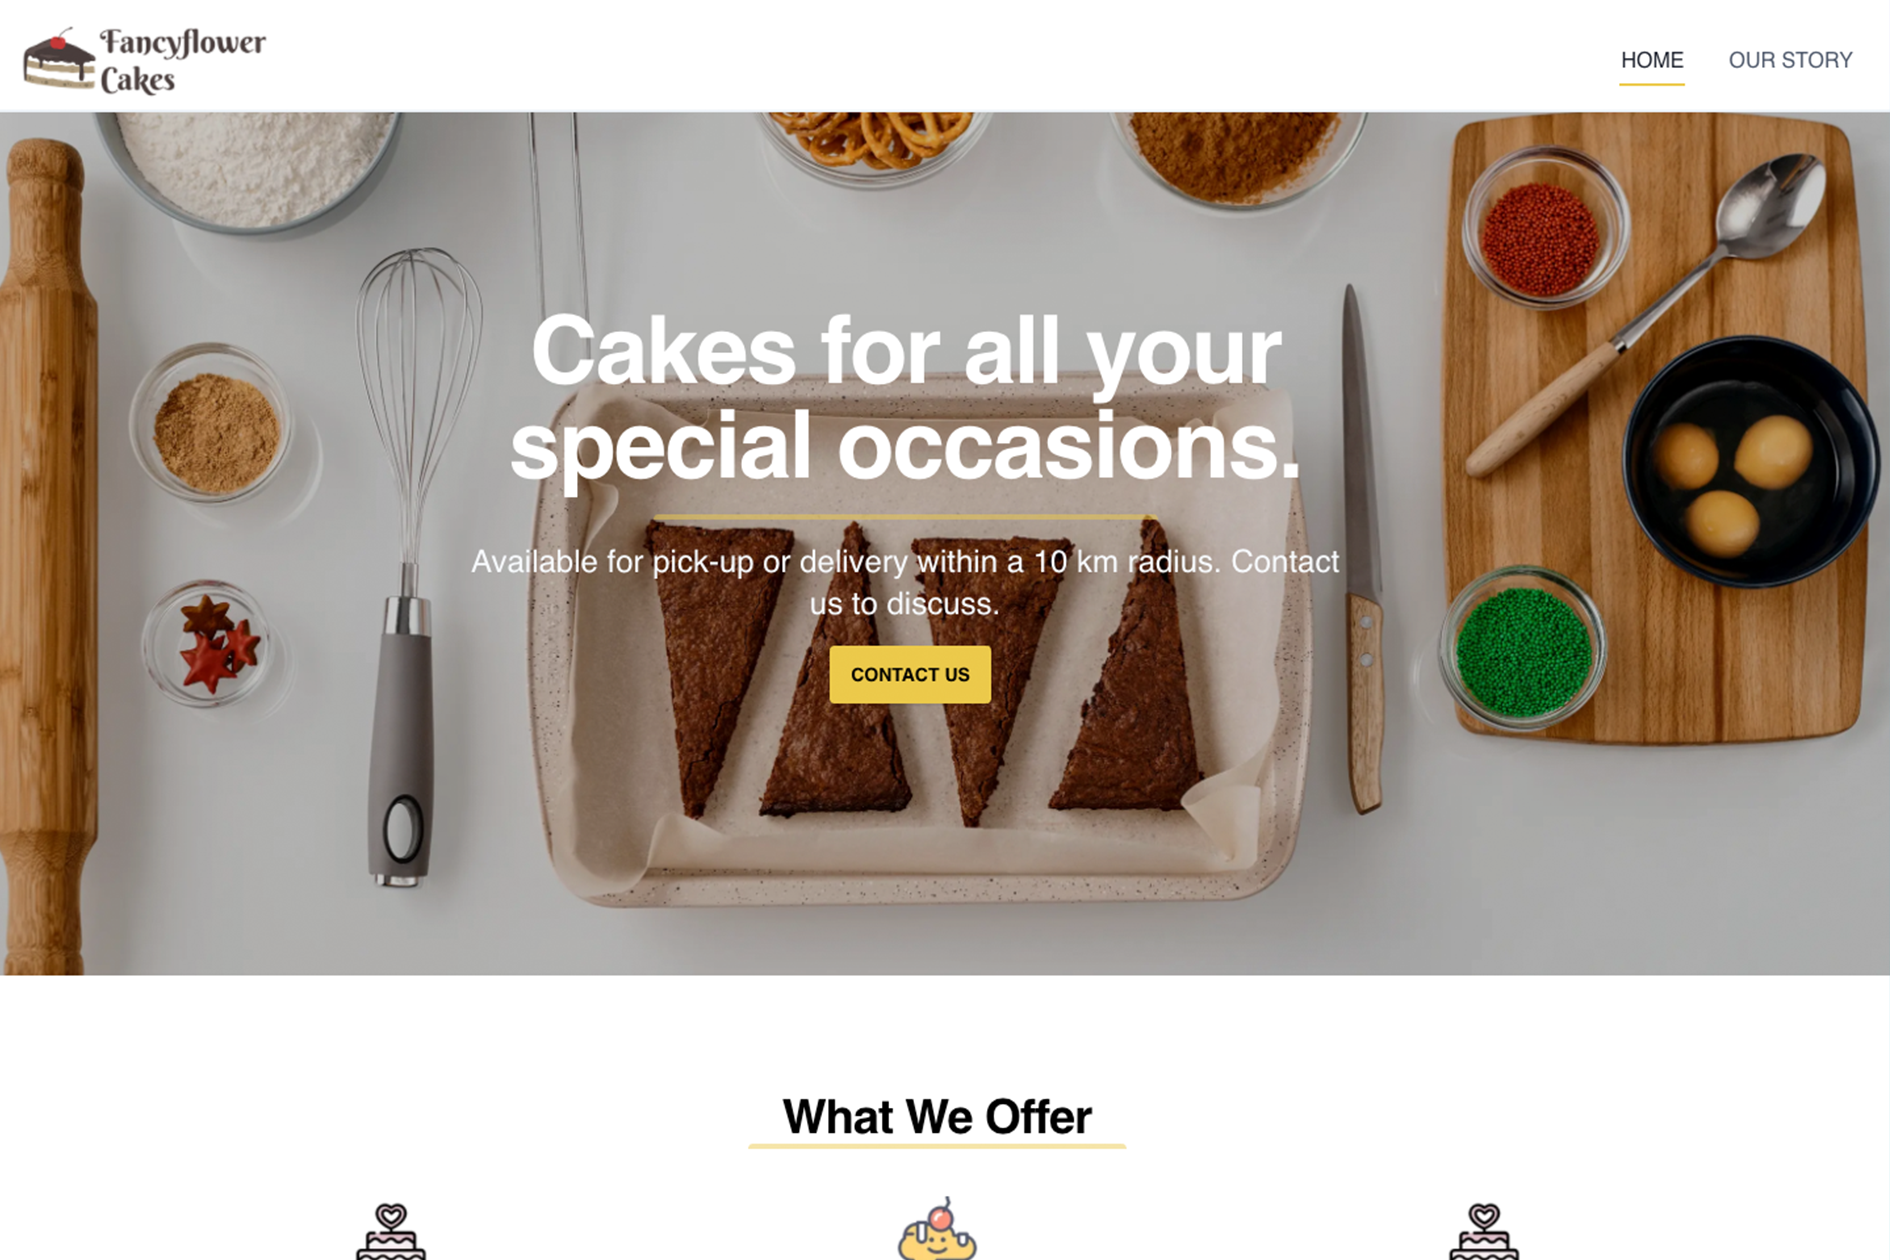 Fancyflower
Cakes
HOME
OUR STORY
Cakes for all your
special occasions.
Available for pick-up or delivery within a 10 km radius. Contact
us to discuss.
CONTACT US
What We Offer